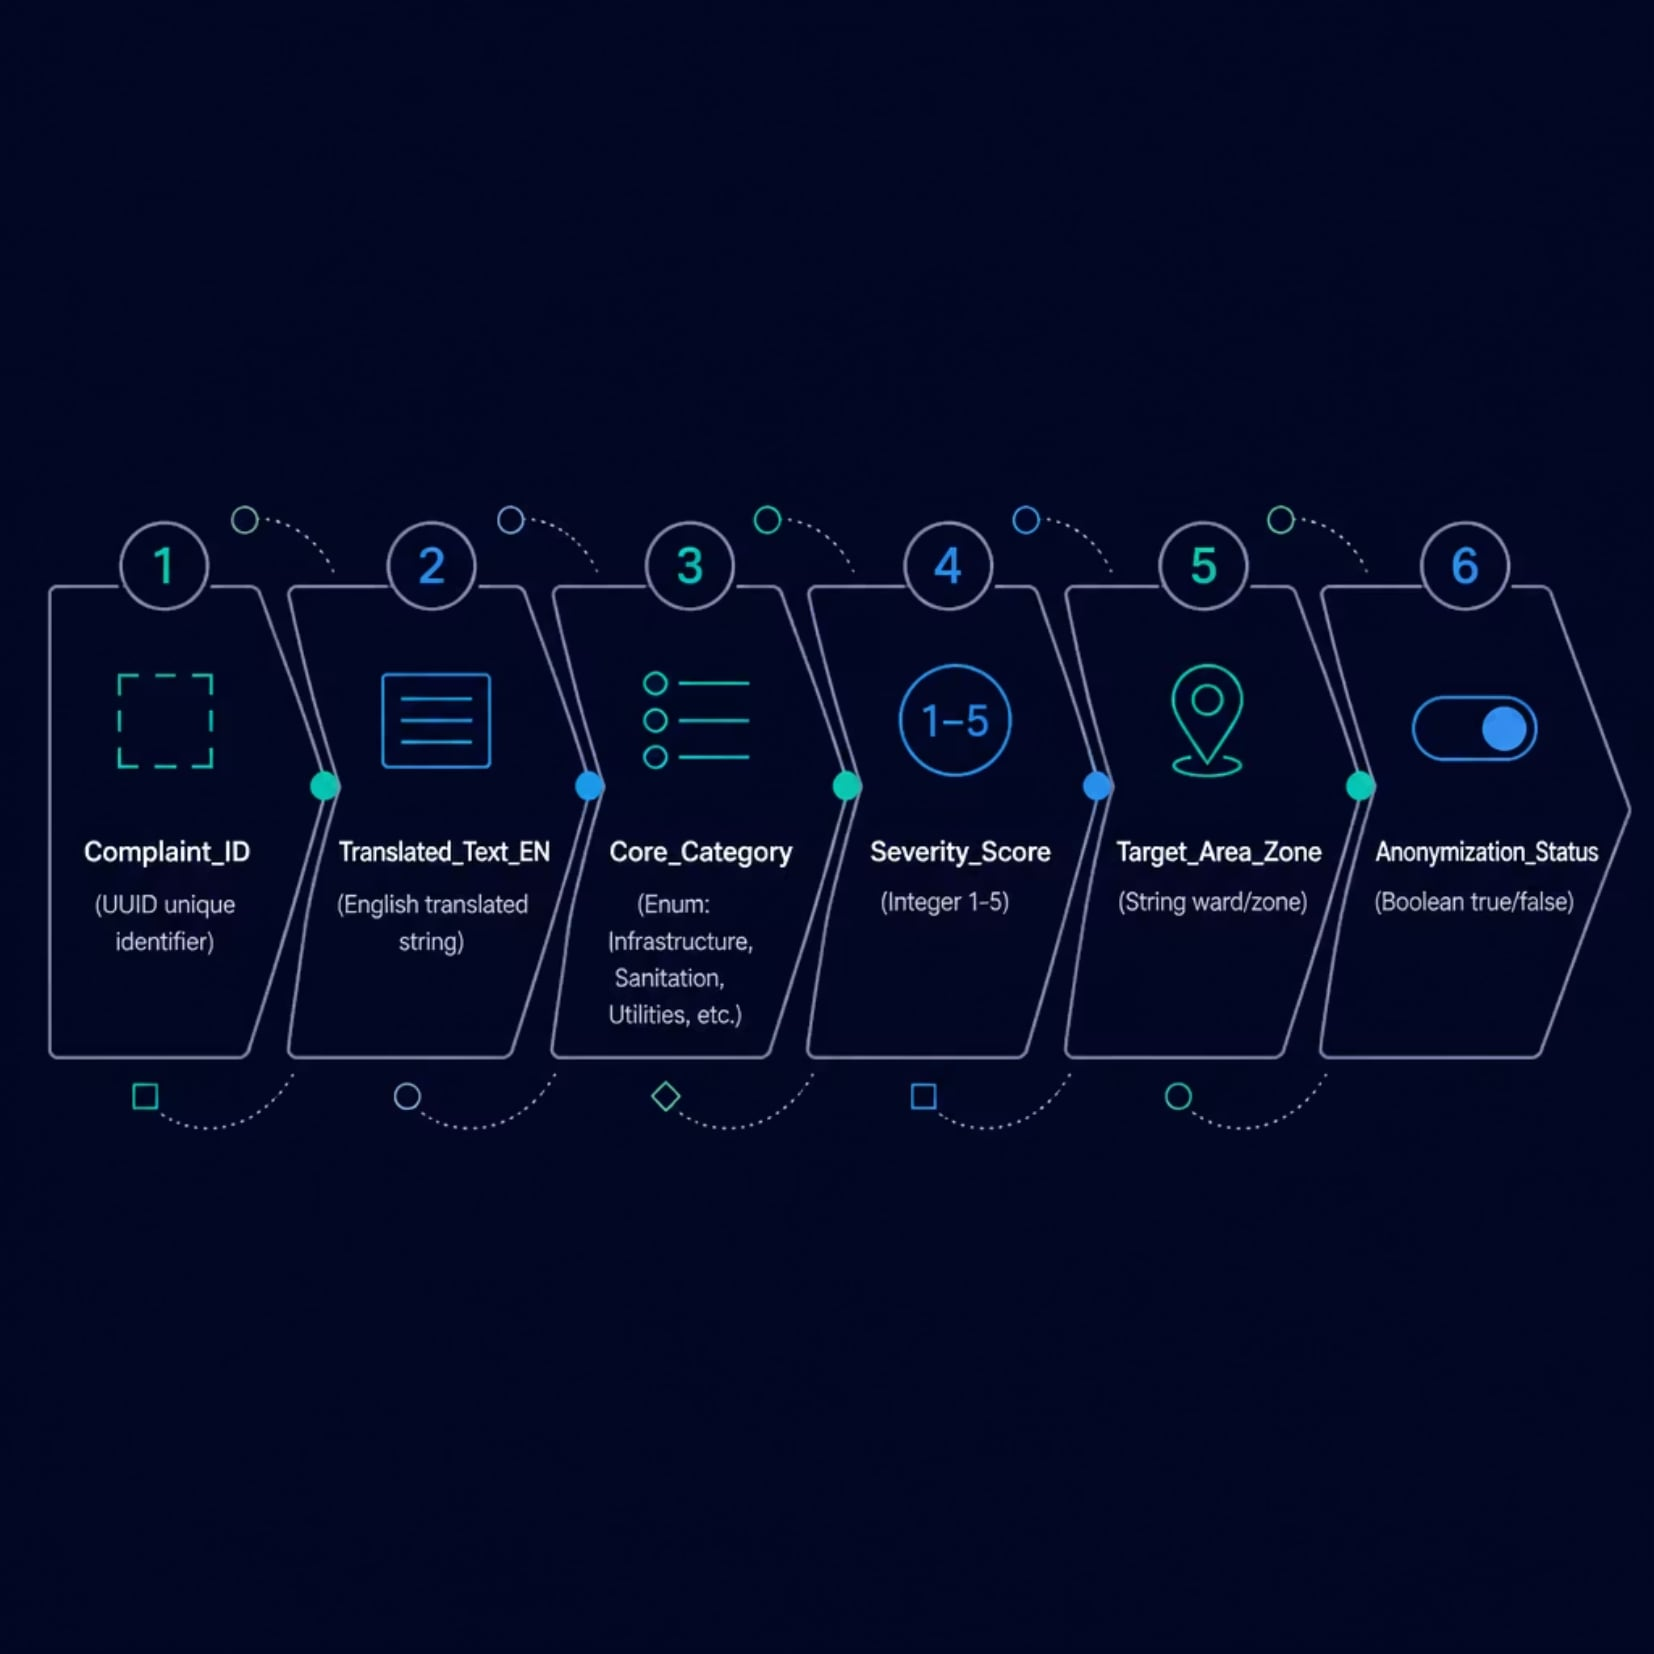 1
2
3
4
5
6
1–5
Complaint_ID
(UUID unique
identifier)
Translated_Text_EN
(English translated
string)
Core_Category
(Enum:
Infrastructure,
Sanitation,
Utilities, etc.)
Severity_Score
(Integer 1–5)
Target_Area_Zone
(String ward/zone)
Anonymization_Status
(Boolean true/false)